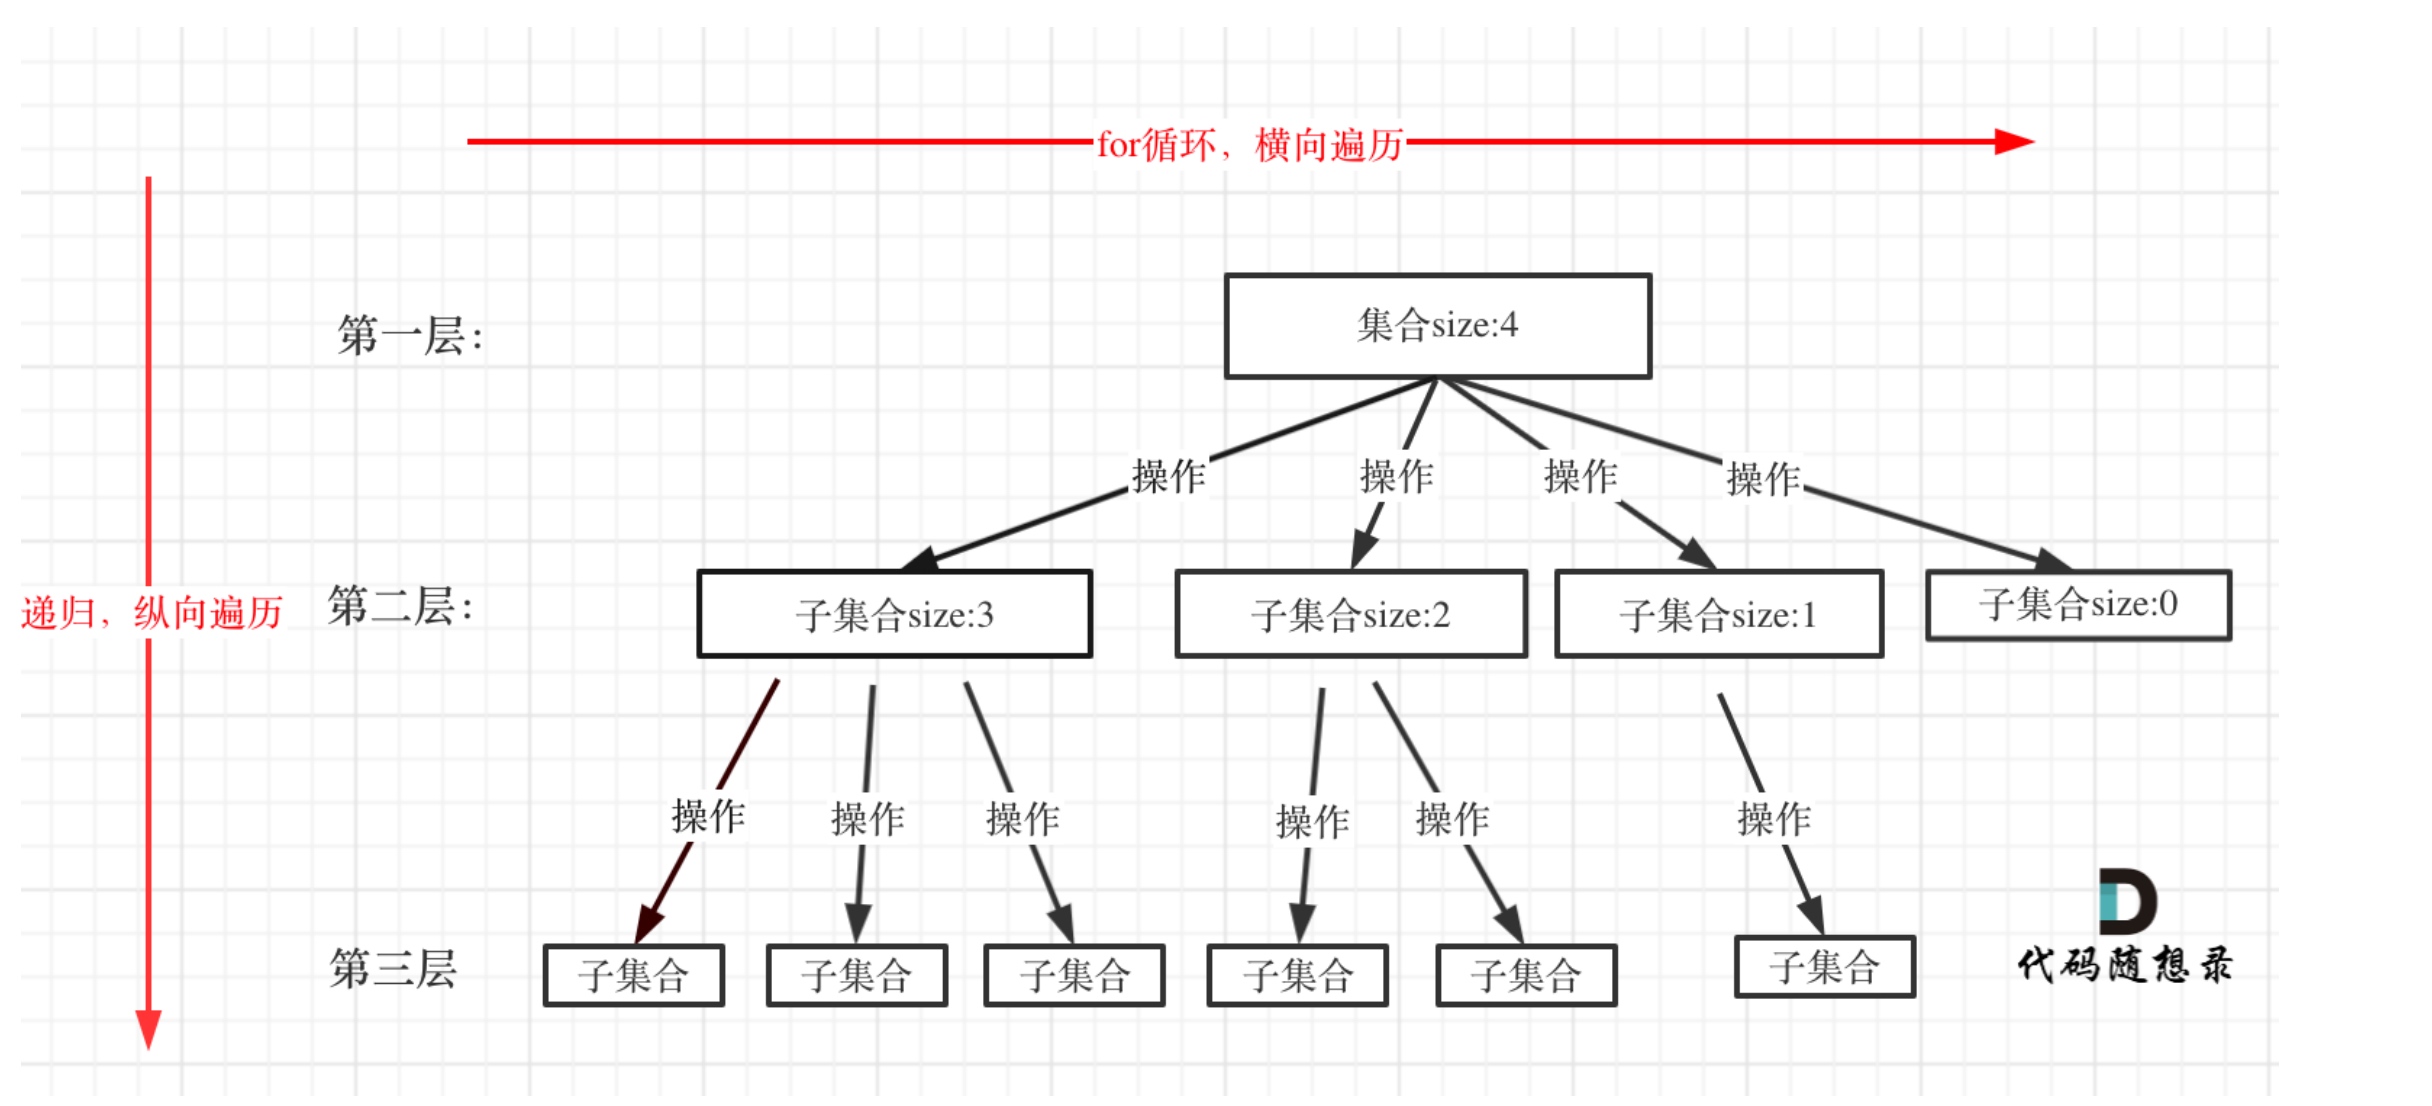 for循环，横向遍历
第一层：
集合size:4
操作
操作
操作
操作
递归，纵向遍历
第二层：
子集合size:3
子集合size:2
子集合size:1
子集合size:0
操作
操作
操作
操作
操作
操作
第三层
子集合
子集合
子集合
子集合
子集合
子集合
代码随想录